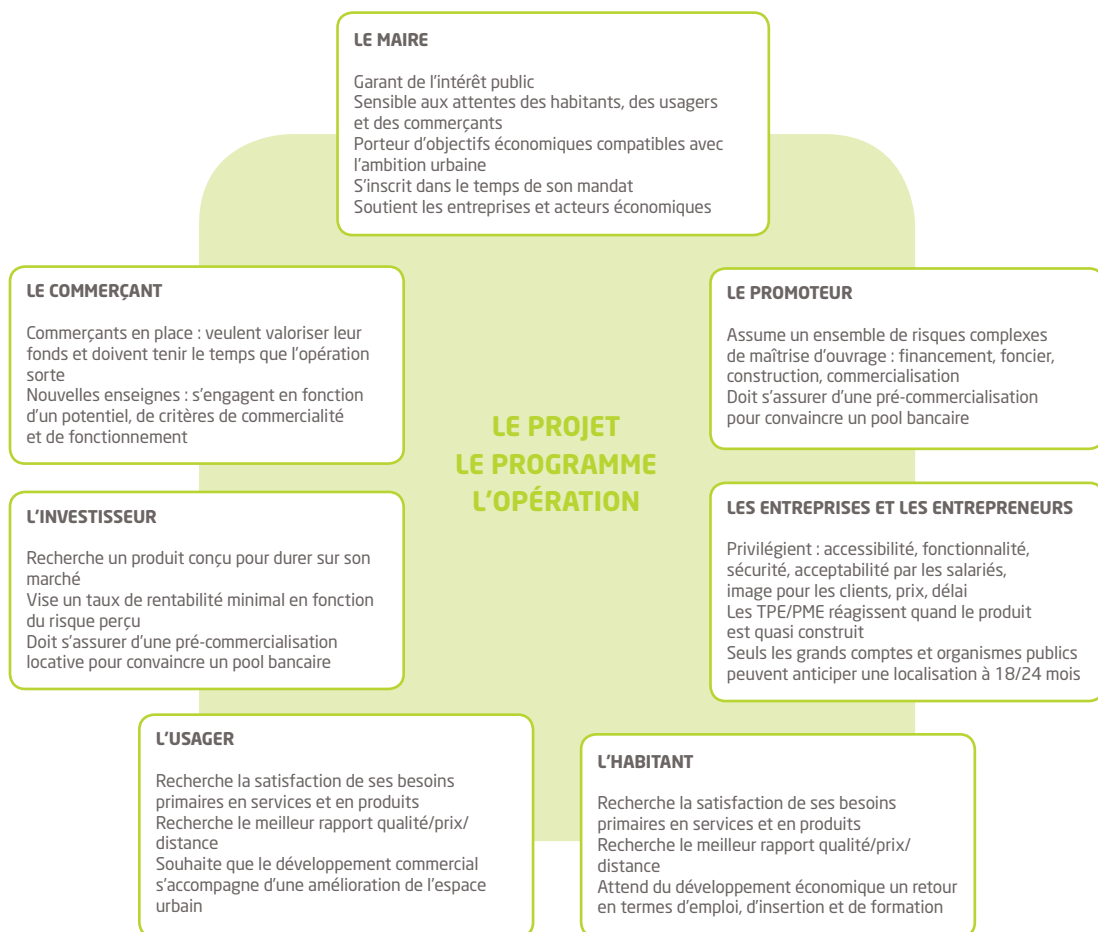 LE MAIRE
Garant de l'intérêt public
Sensible aux attentes des habitants, des usagers
et des commerçants
Porteur d'objectifs économiques compatibles avec
l'ambition urbaine
S'inscrit dans le temps de son mandat
Soutient les entreprises et acteurs économiques
LE COMMERÇANT
Commerçants en place : veulent valoriser leur
fonds et doivent tenir le temps que l'opération
sorte
Nouvelles enseignes : s'engagent en fonction
d'un potentiel, de critères de commercialité
et de fonctionnement
LE PROMOTEUR
Assume un ensemble de risques complexes
de maîtrise d'ouvrage : financement, foncier,
construction, commercialisation
Doit s'assurer d'une pré-commercialisation
pour convaincre un pool bancaire
LE PROJET
LE PROGRAMME
L'OPÉRATION
L'INVESTISSEUR
Recherche un produit conçu pour durer sur son
marché
Vise un taux de rentabilité minimal en fonction
du risque perçu
Doit s'assurer d'une pré-commercialisation
locative pour convaincre un pool bancaire
LES ENTREPRISES ET LES ENTREPRENEURS
Privilégient : accessibilité, fonctionnalité,
sécurité, acceptabilité par les salariés,
image pour les clients, prix, délai
Les TPE/PME réagissent quand le produit
est quasi construit
Seuls les grands comptes et organismes publics
peuvent anticiper une localisation à 18/24 mois
L'USAGER
Recherche la satisfaction de ses besoins
primaires en services et en produits
Recherche le meilleur rapport qualité/prix/
distance
Souhaite que le développement commercial
s'accompagne d'une amélioration de l'espace
urbain
L'HABITANT
Recherche la satisfaction de ses besoins
primaires en services et en produits
Recherche le meilleur rapport qualité/prix/
distance
Attend du développement économique un retour
en termes d'emploi, d'insertion et de formation